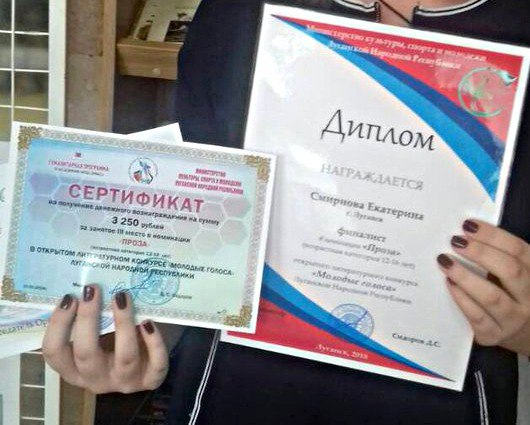 ГУМАНИТАРНАЯ ПРОГРАММА
МИНИСТЕРСТВО
КУЛЬТУРЫ, СПОРТА И МОЛОДЕЖИ
ЛУГАНСКОЙ НАРОДНОЙ РЕСПУБЛИКИ
СЕРТИФИКАТ
на получение денежного вознаграждения на сумму
3 250 рублей
за занятое III место в номинации
«ПРОЗА»
(возрастная категория 12-16 лет)
В ОТКРЫТОМ ЛИТЕРАТУРНОМ КОНКУРСЕ «МОЛОДЫЕ ГОЛОСА»
ЛУГАНСКОЙ НАРОДНОЙ РЕСПУБЛИКИ
Министерство культуры, спорта и молодежи
Луганской Народной Республики
Диплом
НАГРАЖДАЕТСЯ
Смирнова Екатерина
г. Луганск
финалист
в номинации «Проза»
(возрастная категория 12-16 лет)
открытого литературного конкурса
«Молодые голоса»
Луганской Народной Республики
Сидоров Д.С.
Луганск, 2018